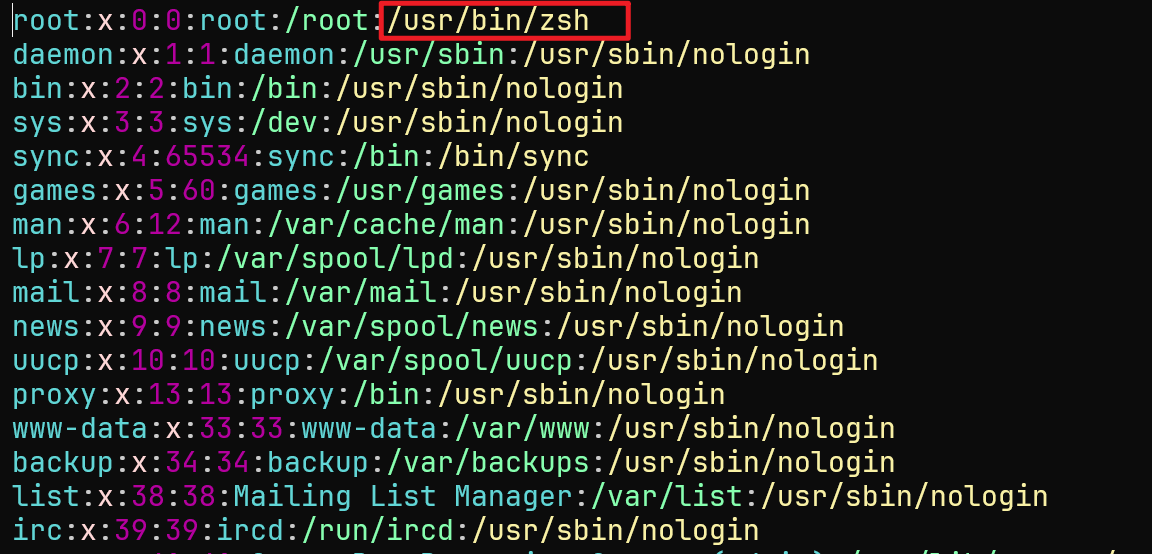 root:x:0:0:root:/root:/usr/bin/zsh
daemon:x:1:1:daemon:/usr/sbin:/usr/sbin/nologin
bin:x:2:2:bin:/bin:/usr/sbin/nologin
sys:x:3:3:sys:/dev:/usr/sbin/nologin
sync:x:4:65534:sync:/bin:/bin/sync
games:x:5:60:games:/usr/games:/usr/sbin/nologin
man:x:6:12:man:/var/cache/man:/usr/sbin/nologin
lp:x:7:7:lp:/var/spool/lpd:/usr/sbin/nologin
mail:x:8:8:mail:/var/mail:/usr/sbin/nologin
news:x:9:9:news:/var/spool/news:/usr/sbin/nologin
uucp:x:10:10:uucp:/var/spool/uucp:/usr/sbin/nologin
proxy:x:13:13:proxy:/bin:/usr/sbin/nologin
www-data:x:33:33:www-data:/var/www:/usr/sbin/nologin
backup:x:34:34:backup:/var/backups:/usr/sbin/nologin
list:x:38:38:Mailing List Manager:/var/list:/usr/sbin/nologin
irc:x:39:39:ircd:/run/ircd:/usr/sbin/nologin